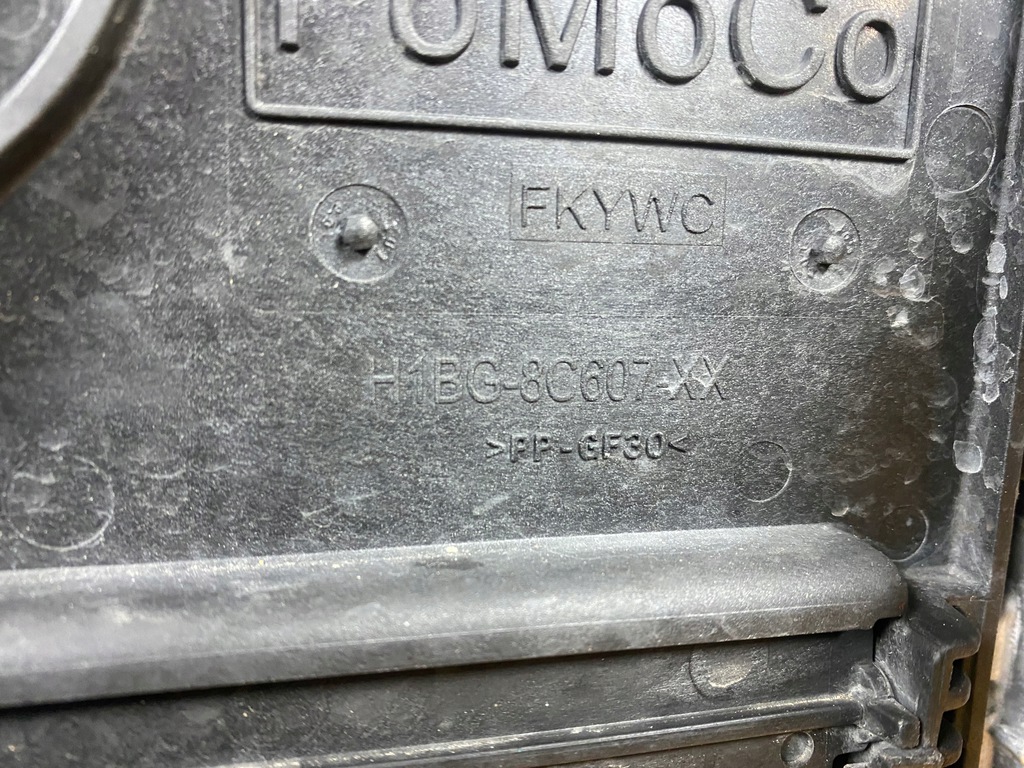 FoMoCo
FKYWC
H1BG-8C607-XX
>PP-GF30<